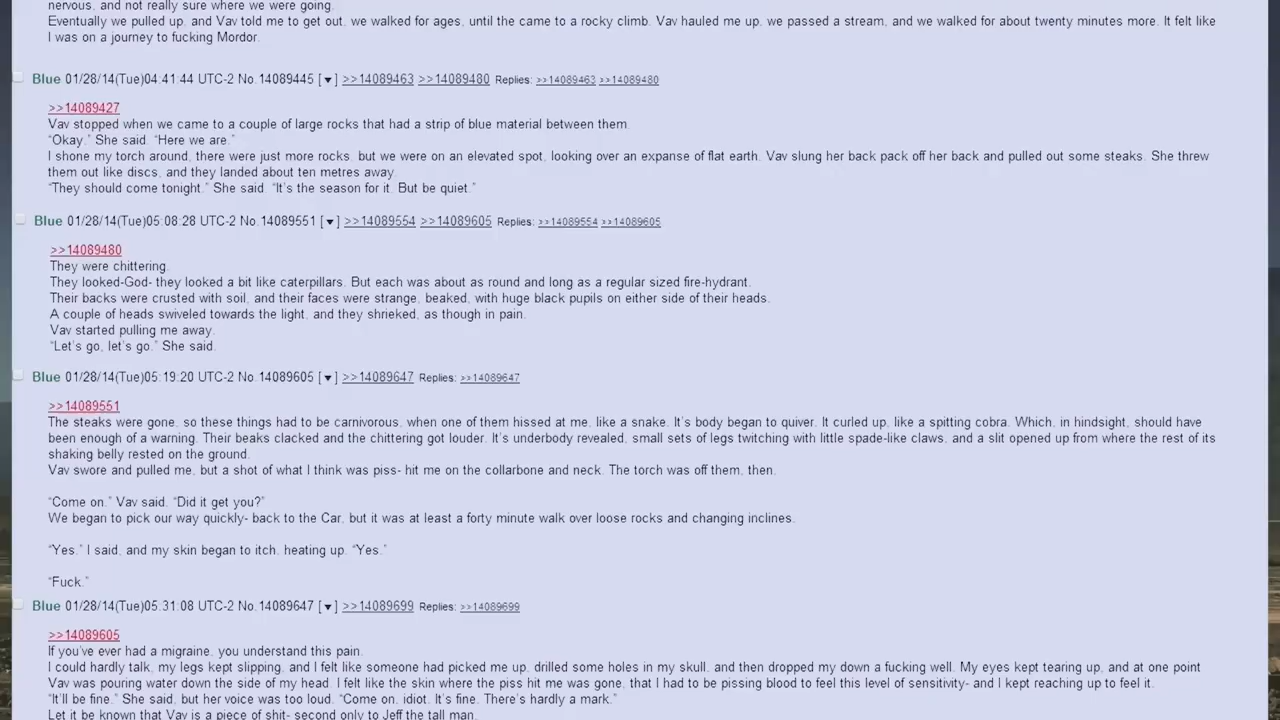 nervous, and not really sure where we were going.
Eventually we pulled up, and Vav told me to get out, we walked for ages, until the came to a rocky climb. Vav hauled me up, we passed a stream, and we walked for about twenty minutes more. It felt like
I was on a journey to fucking Mordor.
Blue 01/28/14(Tue)04:41:44 UTC-2 No.14089445 [▼] >>14089463 >>14089480 Replies: >>14089463 >>14089480
>>14089427
Vav stopped when we came to a couple of large rocks that had a strip of blue material between them.
“Okay.” She said. “Here we are.”
I shone my torch around, there were just more rocks, but we were on an elevated spot, looking over an expanse of flat earth. Vav slung her back pack off her back and pulled out some steaks. She threw
them out like discs, and they landed about ten metres away.
“They should come tonight.” She said. “It’s the season for it. But be quiet.”
Blue 01/28/14(Tue)05:08:28 UTC-2 No.14089551 [▼] >>14089554 >>14089605 Replies: >>14089554 >>14089605
>>14089480
They were chittering.
They looked-God- they looked a bit like caterpillars. But each was about as round and long as a regular sized fire-hydrant.
Their backs were crusted with soil, and their faces were strange, beaked, with huge black pupils on either side of their heads.
A couple of heads swiveled towards the light, and they shrieked, as though in pain.
Vav started pulling me away.
“Let’s go, let’s go.” She said.
Blue 01/28/14(Tue)05:19:20 UTC-2 No.14089605 [▼] >>14089647 Replies: >>14089647
>>14089551
The steaks were gone, so these things had to be carnivorous, when one of them hissed at me, like a snake. It’s body began to quiver. It curled up, like a spitting cobra. Which, in hindsight, should have
been enough of a warning. Their beaks clacked and the chittering got louder. It’s underbody revealed, small sets of legs twitching with little spade-like claws, and a slit opened up from where the rest of its
shaking belly rested on the ground.
Vav swore and pulled me, but a shot of what I think was piss- hit me on the collarbone and neck. The torch was off them, then.
“Come on.” Vav said. “Did it get you?”
We began to pick our way quickly- back to the Car, but it was at least a forty minute walk over loose rocks and changing inclines.
“Yes.” I said, and my skin began to itch, heating up. “Yes.”
“Fuck.”
Blue 01/28/14(Tue)05:31:08 UTC-2 No.14089647 [▼] >>14089699 Replies: >>14089699
>>14089605
If you’ve ever had a migraine, you understand this pain.
I could hardly talk, my legs kept slipping, and I felt like someone had picked me up, drilled some holes in my skull, and then dropped my down a fucking well. My eyes kept tearing up, and at one point
Vav was pouring water down the side of my head. I felt like the skin where the piss hit me was gone, that I had to be pissing blood to feel this level of sensitivity- and I kept reaching up to feel it.
“It’ll be fine.” She said, but her voice was too loud. “Come on, idiot. It’s fine. There’s hardly a mark.”
Let it be known that Vav is a piece of shit- second only to Jeff the tall man.